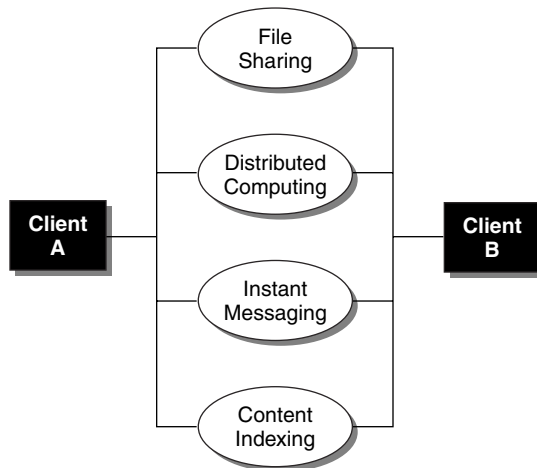 File
Sharing
Distributed
Computing
Client
A
Client
B
Instant
Messaging
Content
Indexing